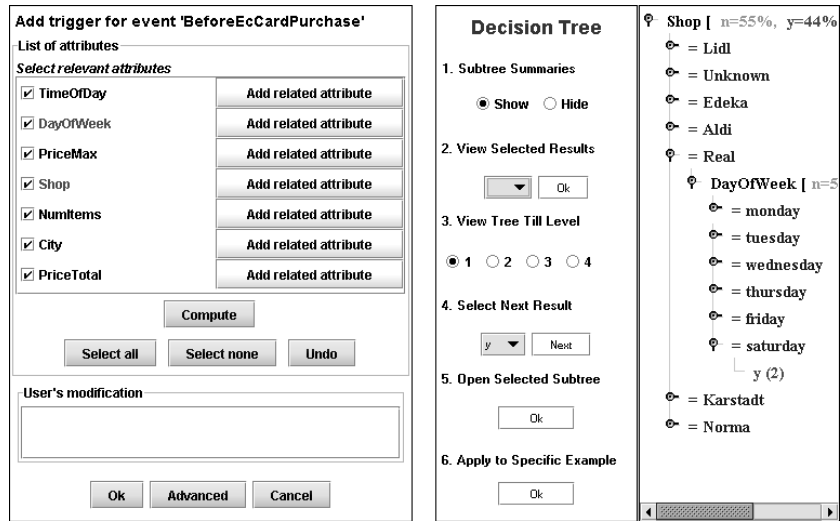 Add trigger for event 'BeforeEcCardPurchase'
List of attributes
Select relevant attributes
TimeOfDay Add related attribute
DayOfWeek Add related attribute
PriceMax Add related attribute
Shop Add related attribute
NumItems Add related attribute
City Add related attribute
PriceTotal Add related attribute
Compute
Select all Select none Undo
User's modification
Ok Advanced Cancel
Decision Tree
1. Subtree Summaries
Show Hide
2. View Selected Results
Ok
3. View Tree Till Level
1 2 3 4
4. Select Next Result
y Next
5. Open Selected Subtree
Ok
6. Apply to Specific Example
Ok
Shop [ n=55%, y=44%
= Lidl
= Unknown
= Edeka
= Aldi
= Real
DayOfWeek [ n=5
= monday
= tuesday
= wednesday
= thursday
= friday
= saturday
y (2)
= Karstadt
= Norma